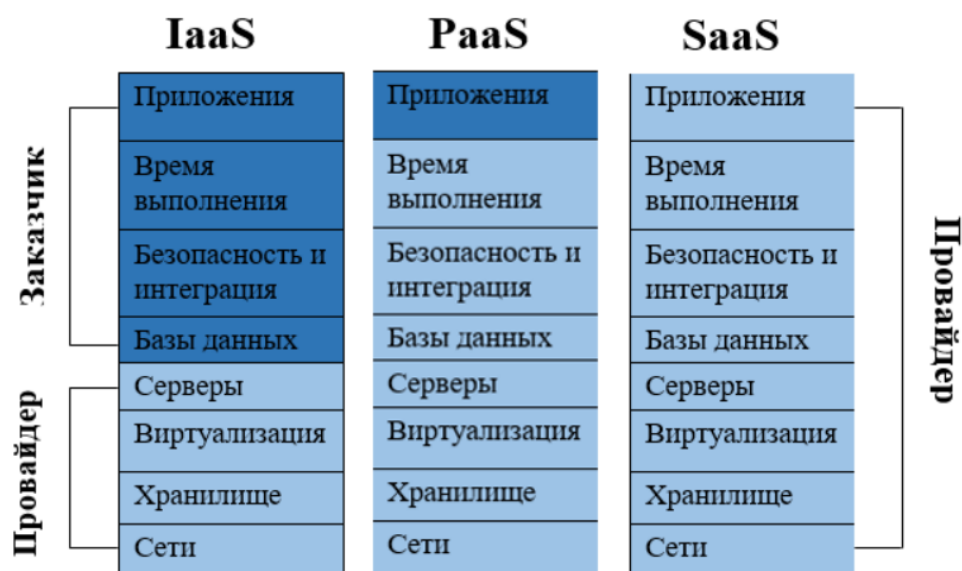 IaaS
PaaS
SaaS
Заказчик
Провайдер
Приложения
Время
выполнения
Безопасность и
интеграция
Базы данных
Серверы
Виртуализация
Хранилище
Сети
Приложения
Время
выполнения
Безопасность и
интеграция
Базы данных
Серверы
Виртуализация
Хранилище
Сети
Приложения
Время
выполнения
Безопасность и
интеграция
Базы данных
Серверы
Виртуализация
Хранилище
Сети
Провайдер